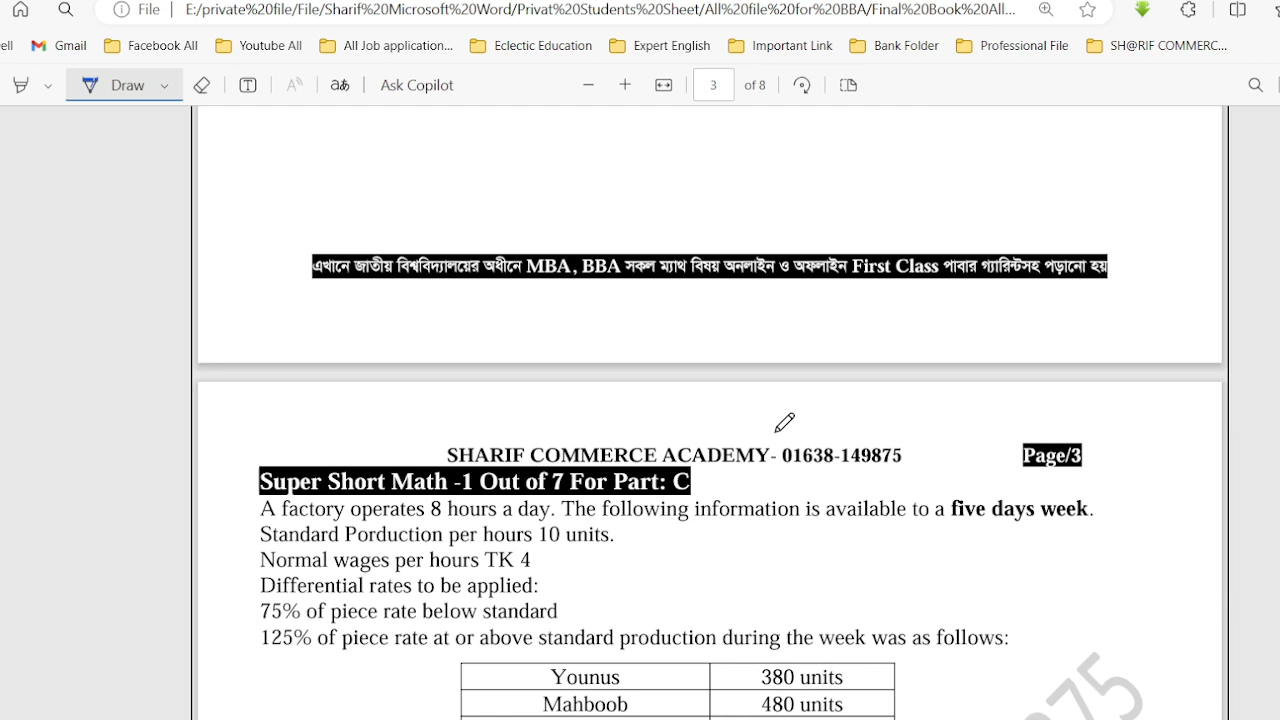 File
E:/private%20file/File/Sharif%20Microsoft%20Word/Privat%20Students%20Sheet/All%20file%20for%20BBA/Final%20Book%20All...
ell
Gmail
Facebook All
Youtube All
All Job application...
Eclectic Education
Expert English
Important Link
Bank Folder
Professional File
SH@RIF COMMERC...
Draw
Ask Copilot
3
of 8
এখানে জাতীয় বিশ্ববিদ্যালয়ের অধীনে MBA, BBA সকল ম্যাথ বিষয় অনলাইন ও অফলাইন First Class পাবার গ্যারিন্টসহ পড়ানো হয়
SHARIF COMMERCE ACADEMY- 01638-149875
Page/3
Super Short Math -1 Out of 7 For Part: C
A factory operates 8 hours a day. The following information is available to a five days week.
Standard Porduction per hours 10 units.
Normal wages per hours TK 4
Differential rates to be applied:
75% of piece rate below standard
125% of piece rate at or above standard production during the week was as follows:
Younus 380 units
Mahboob 480 units
75